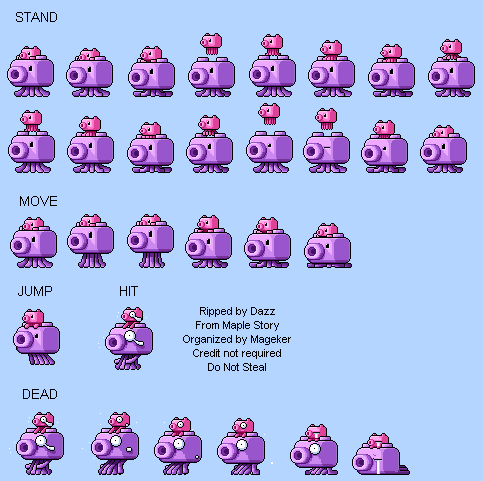 STAND
MOVE
JUMP
HIT
Ripped by Dazz
From Maple Story
Organized by Mageker
Credit not required
Do Not Steal
DEAD